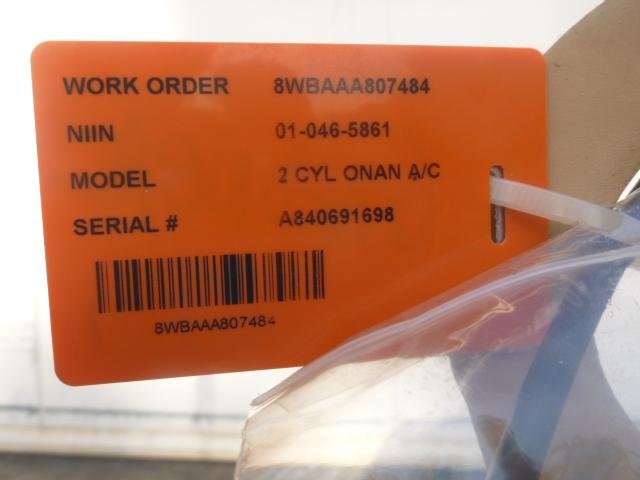 WORK ORDER 8WBAAA807484
NIIN 01-046-5861
MODEL 2 CYL ONAN A/C
SERIAL # A840691698
8WBAAA807484